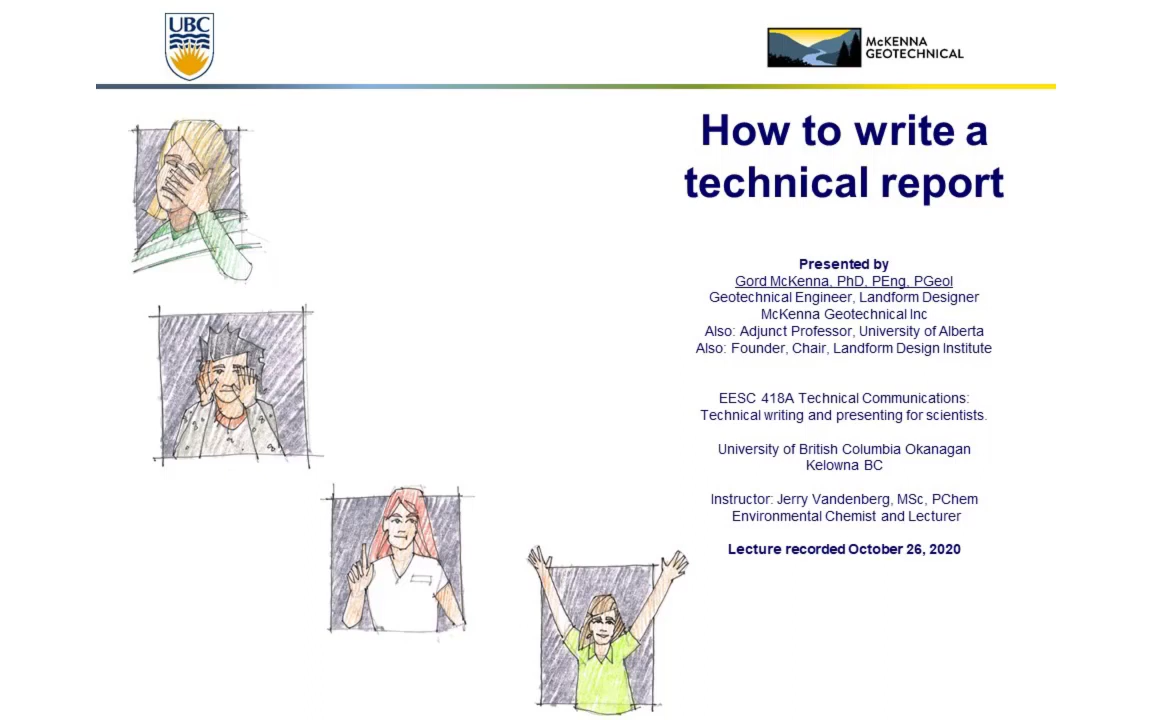 UBC
McKENNA
GEOTECHNICAL
How to write a
technical report
Presented by
Gord McKenna, PhD, PEng, PGeol
Geotechnical Engineer, Landform Designer
McKenna Geotechnical Inc
Also: Adjunct Professor, University of Alberta
Also: Founder, Chair, Landform Design Institute
EESC 418A Technical Communications:
Technical writing and presenting for scientists.
University of British Columbia Okanagan
Kelowna BC
Instructor: Jerry Vandenberg, MSc, PChem
Environmental Chemist and Lecturer
Lecture recorded October 26, 2020